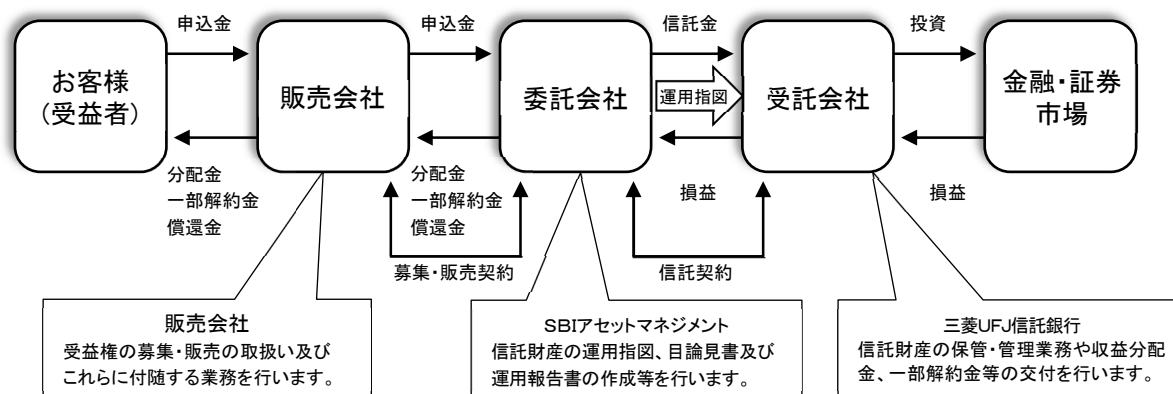 申込金
申込金
信託金
投資
お客様
(受益者)
販売会社
委託会社
運用指図
受託会社
金融・証券
市場
分配金
一部解約金
償還金
分配金
一部解約金
償還金
損益
損益
募集・販売契約
信託契約
販売会社
受益権の募集・販売の取扱い及び
これらに付随する業務を行います。
SBIアセットマネジメント
信託財産の運用指図、目論見書及び
運用報告書の作成等を行います。
三菱UFJ信託銀行
信託財産の保管・管理業務や収益分配
金、一部解約金等の交付を行います。